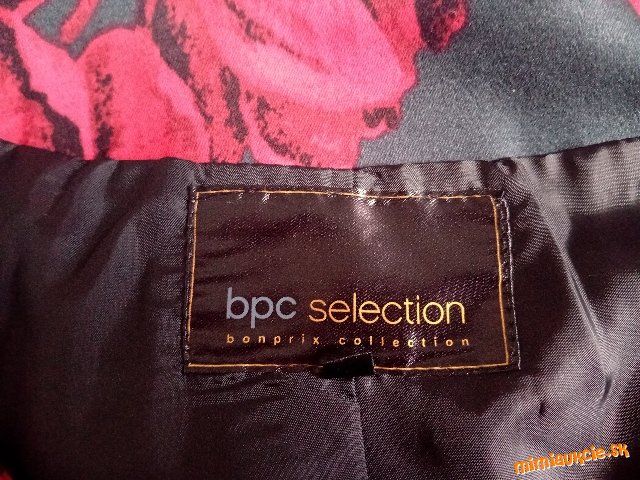 bpc selection
bonprix collection
mimiaukcie.sk